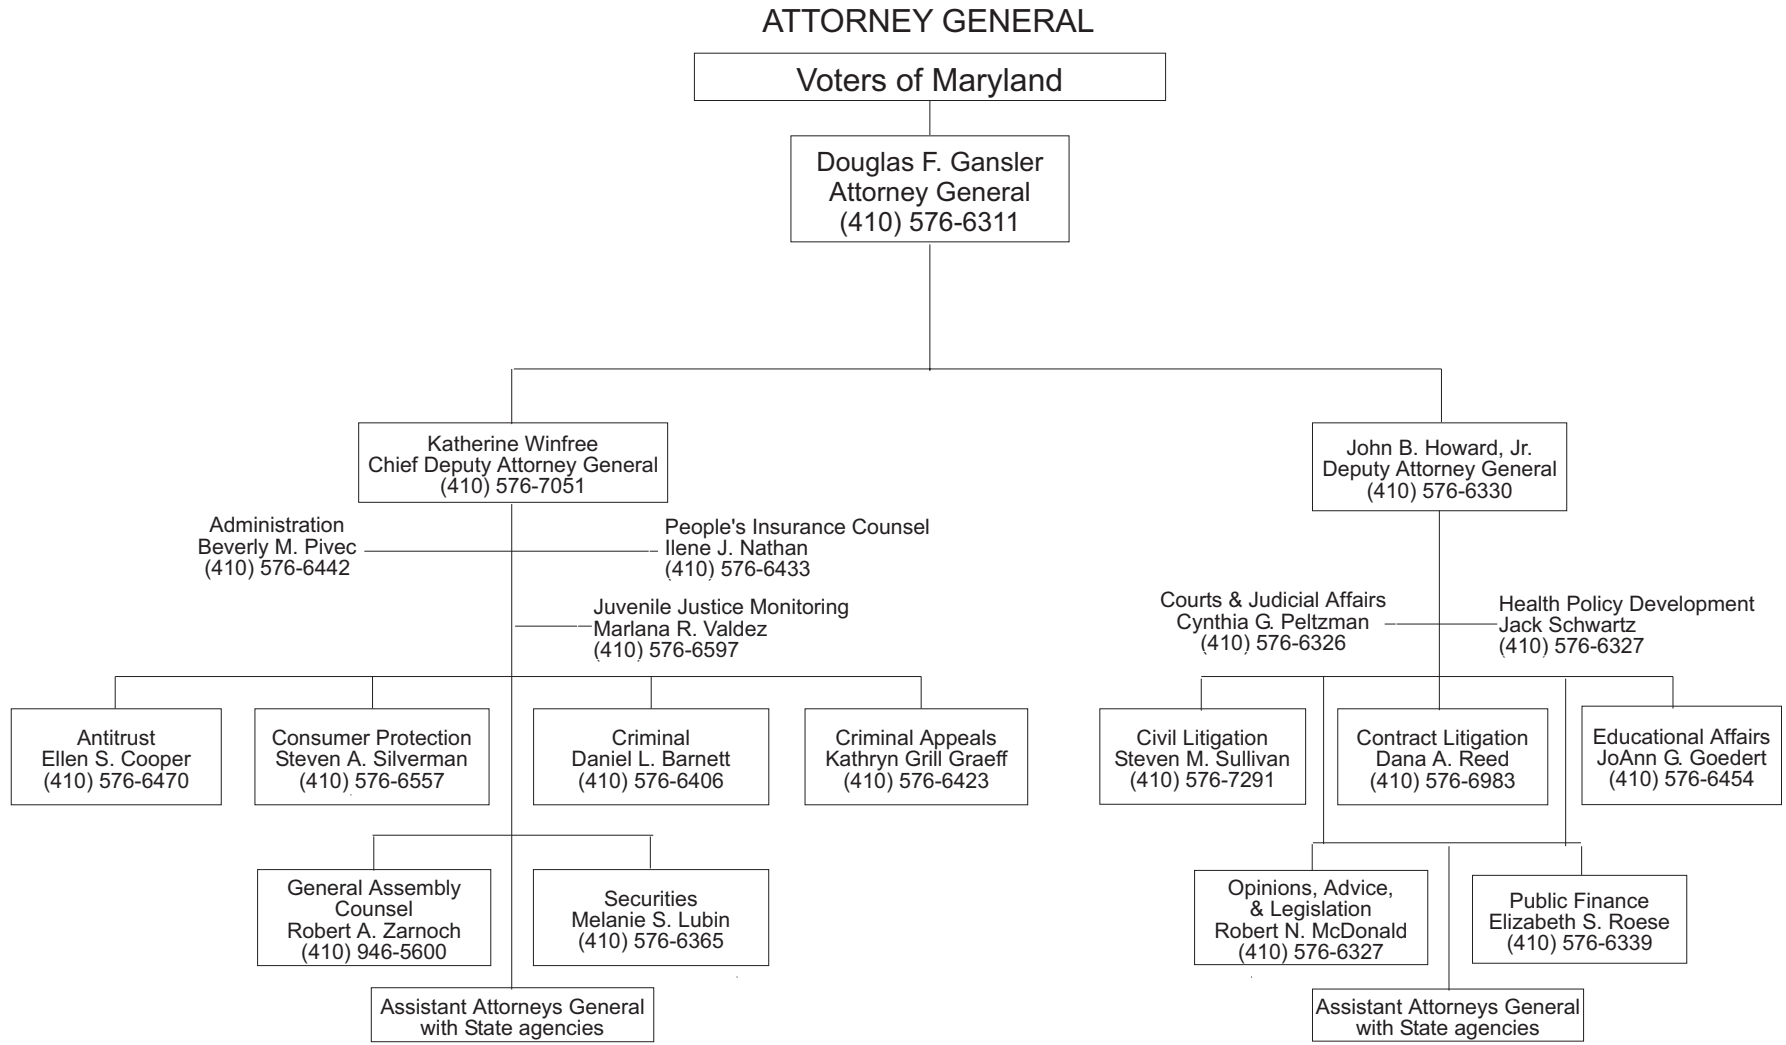 ATTORNEY GENERAL
Voters of Maryland
Douglas F. Gansler
Attorney General
(410) 576-6311
Katherine Winfree
Chief Deputy Attorney General
(410) 576-7051
John B. Howard, Jr.
Deputy Attorney General
(410) 576-6330
Administration
Beverly M. Pivec
(410) 576-6442
People's Insurance Counsel
Ilene J. Nathan
(410) 576-6433
Juvenile Justice Monitoring
Marlana R. Valdez
(410) 576-6597
Courts & Judicial Affairs
Cynthia G. Peltzman
(410) 576-6326
Health Policy Development
Jack Schwartz
(410) 576-6327
Antitrust
Ellen S. Cooper
(410) 576-6470
Consumer Protection
Steven A. Silverman
(410) 576-6557
Criminal
Daniel L. Barnett
(410) 576-6406
Criminal Appeals
Kathryn Grill Graeff
(410) 576-6423
Civil Litigation
Steven M. Sullivan
(410) 576-7291
Contract Litigation
Dana A. Reed
(410) 576-6983
Educational Affairs
JoAnn G. Goedert
(410) 576-6454
General Assembly
Counsel
Robert A. Zarnoch
(410) 946-5600
Securities
Melanie S. Lubin
(410) 576-6365
Opinions, Advice,
& Legislation
Robert N. McDonald
(410) 576-6327
Public Finance
Elizabeth S. Roese
(410) 576-6339
Assistant Attorneys General
with State agencies
Assistant Attorneys General
with State agencies